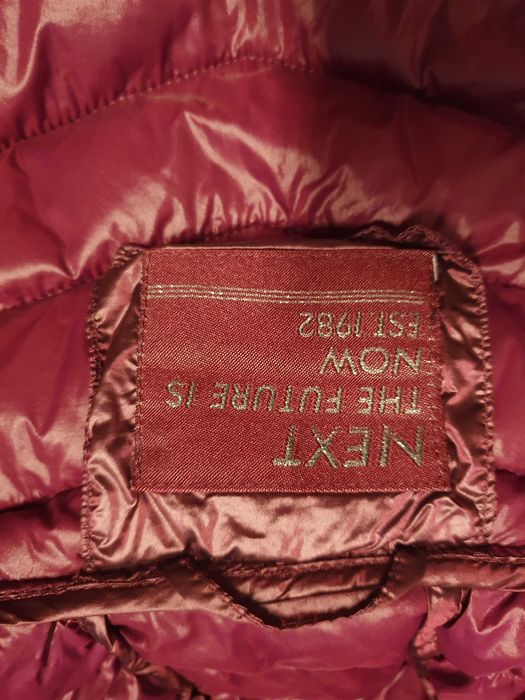 NEXT
THE FUTURE IS
NOW
EST. 1982